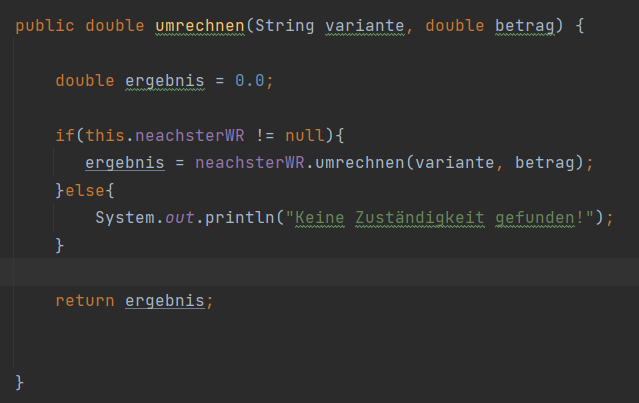 public double umrechnen(String variante, double betrag) {
double ergebnis = 0.0;
if(this.neachsterWR != null){
ergebnis = neachsterWR.umrechnen(variante, betrag);
}else{
System.out.println("Keine Zuständigkeit gefunden!");
}
return ergebnis;
}